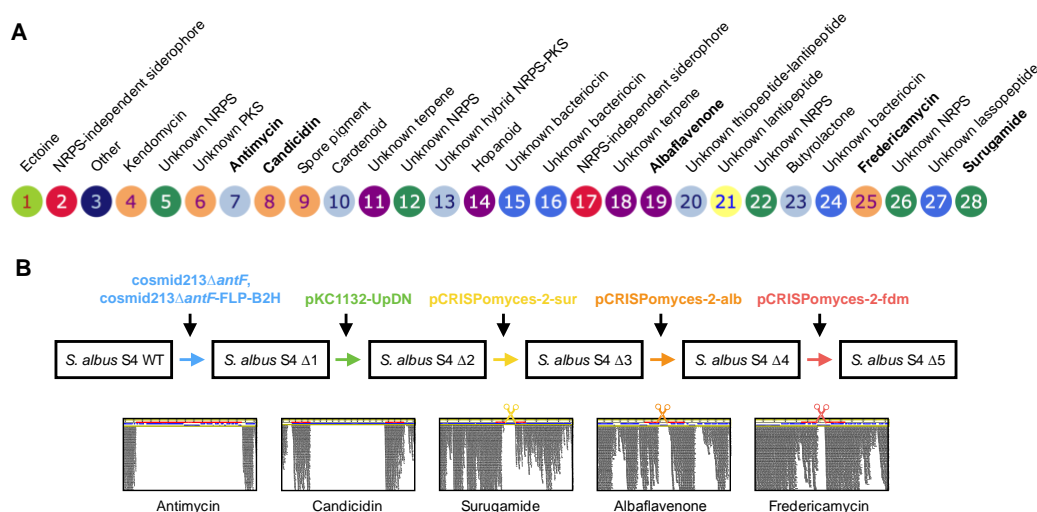 A
Ectoine
NRPS-independent siderophore
Other
Kendomycin
Unknown NRPS
Unknown PKS
Antimycin
Candicidin
Spore pigment
Carotenoid
Unknown terpene
Unknown NRPS
Unknown hybrid NRPS-PKS
Hopanoid
Unknown bacteriocin
Unknown bacteriocin
NRPS-independent siderophore
Unknown terpene
Albaflavenone
Unknown thiopeptide-lantipeptide
Unknown lantipeptide
Unknown NRPS
Butyrolactone
Unknown bacteriocin
Fredericamycin
Unknown NRPS
Unknown lassopeptide
Surugamide
1 2 3 4 5 6 7 8 9 10 11 12 13 14 15 16 17 18 19 20 21 22 23 24 25 26 27 28
B
cosmid213ΔantF,
cosmid213ΔantF-FLP-B2H
pKC1132-UpDN
pCRISPomyces-2-sur
pCRISPomyces-2-alb
pCRISPomyces-2-fdm
S. albus S4 WT
S. albus S4 Δ1
S. albus S4 Δ2
S. albus S4 Δ3
S. albus S4 Δ4
S. albus S4 Δ5
Antimycin
Candicidin
Surugamide
Albaflavenone
Fredericamycin